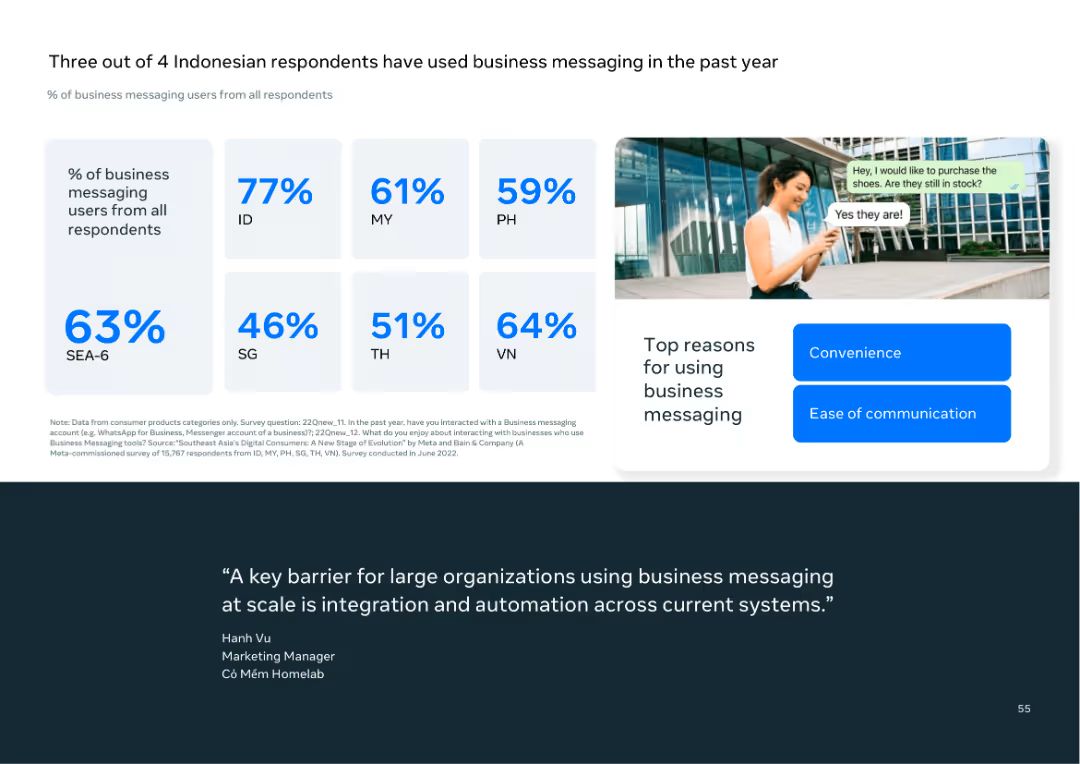 Three out of 4 Indonesian respondents have used business messaging in the past year
% of business messaging users from all respondents
% of business
messaging
users from all
respondents
63%
SEA-6
77%
ID
61%
MY
59%
PH
46%
SG
51%
TH
64%
VN
Note: Data from consumer products categories only. Survey question: 22Qnew_11. In the past year, have you interacted with a Business messaging
account (e.g. WhatsApp for Business, Messenger account of a business)?; 22Qnew_12. What do you enjoy about interacting with businesses who use
Business Messaging tools? Source:"Southeast Asia's Digital Consumers: A New Stage of Evolution" by Meta and Bain & Company (A
Meta-commissioned survey of 15,767 respondents from ID, MY, PH, SG, TH, VN). Survey conducted in June 2022.
Hey, I would like to purchase the
shoes. Are they still in stock?
Yes they are!
Top reasons
for using
business
messaging
Convenience
Ease of communication
“A key barrier for large organizations using business messaging
at scale is integration and automation across current systems.”
Hanh Vu
Marketing Manager
Cỏ Mềm Homelab
55